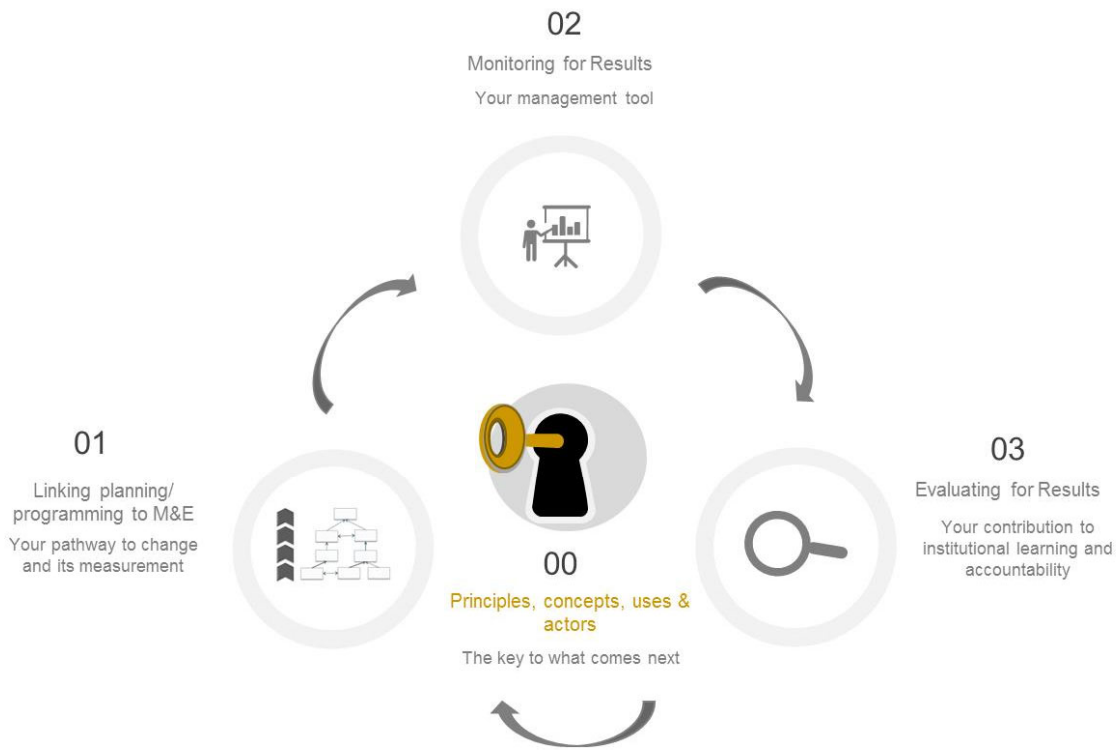 02
Monitoring for Results
Your management tool
01
Linking planning/
programming to M&E
Your pathway to change
and its measurement
03
Evaluating for Results
Your contribution to
institutional learning and
accountability
00
Principles, concepts, uses &
actors
The key to what comes next